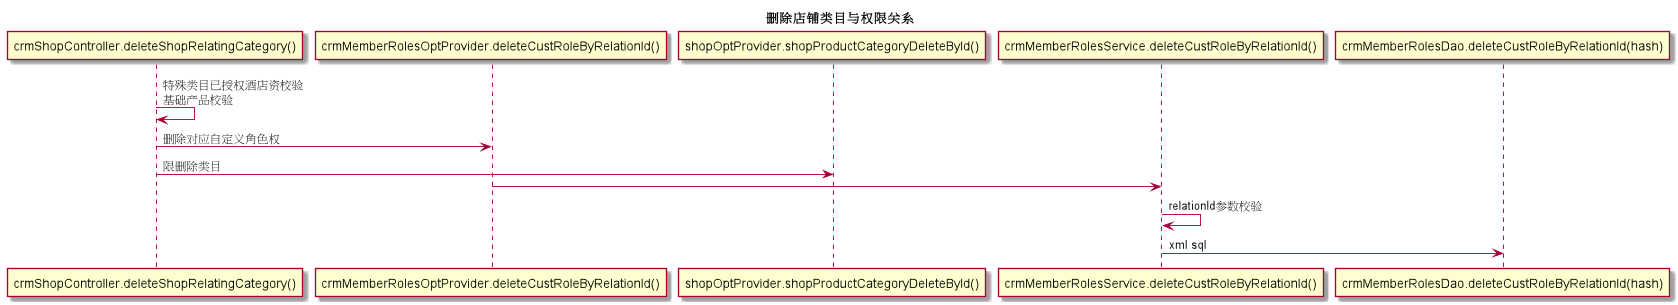 删除店铺类目与权限关系
crmShopController.deleteShopRelatingCategory()
crmMemberRolesOptProvider.deleteCustRoleByRelationId()
shopOptProvider.shopProductCategoryDeleteById()
crmMemberRolesService.deleteCustRoleByRelationId()
crmMemberRolesDao.deleteCustRoleByRelationId(hash)
特殊类目已授权酒店资校验
基础产品校验
删除对应自定义角色权
限删除类目
relationId参数校验
xml sql
crmShopController.deleteShopRelatingCategory()
crmMemberRolesOptProvider.deleteCustRoleByRelationId()
shopOptProvider.shopProductCategoryDeleteById()
crmMemberRolesService.deleteCustRoleByRelationId()
crmMemberRolesDao.deleteCustRoleByRelationId(hash)